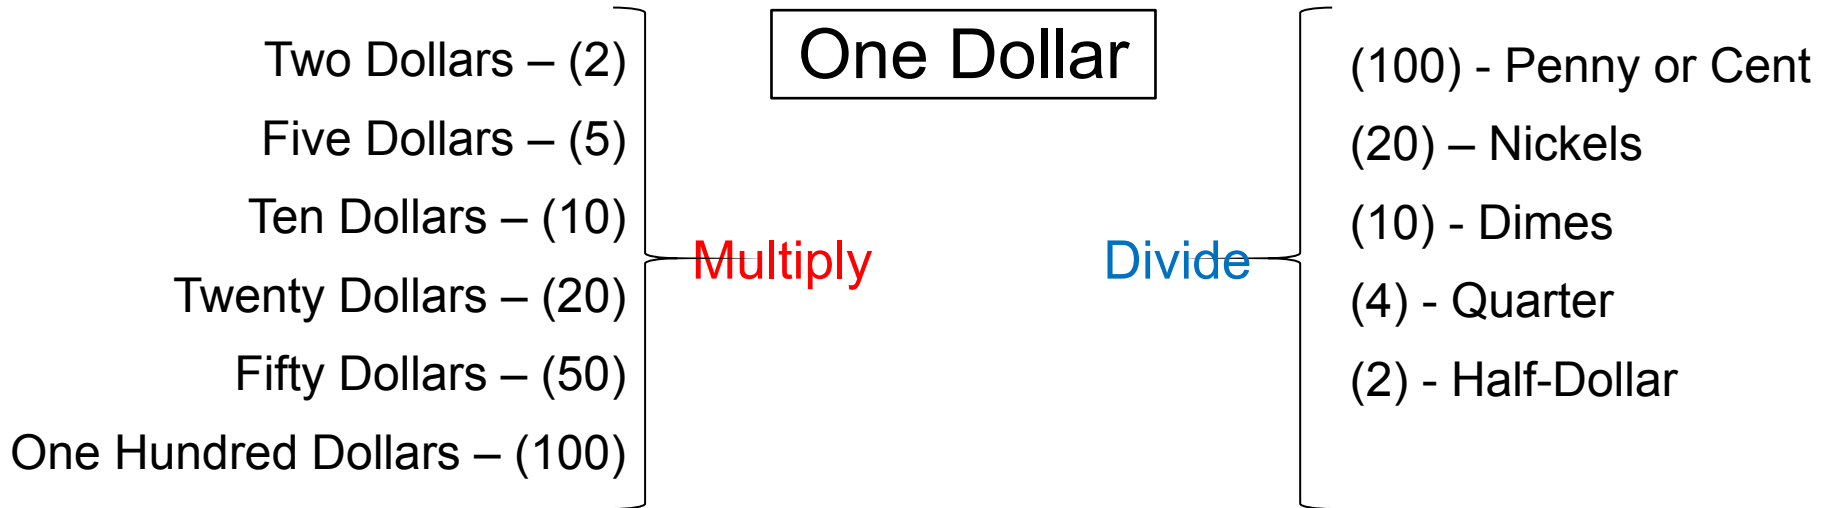 One Dollar
Two Dollars – (2)
Five Dollars – (5)
Ten Dollars – (10)
Twenty Dollars – (20)
Fifty Dollars – (50)
One Hundred Dollars – (100)
Multiply
Divide
(100) - Penny or Cent
(20) – Nickels
(10) - Dimes
(4) - Quarter
(2) - Half-Dollar